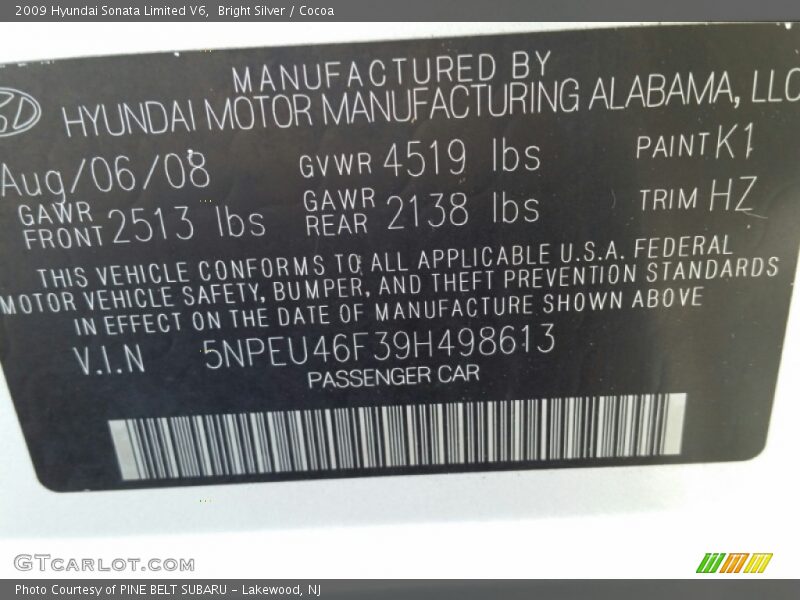 2009 Hyundai Sonata Limited V6, Bright Silver / Cocoa
MANUFACTURED BY
HYUNDAI MOTOR MANUFACTURING ALABAMA, LLC
Aug/06/08 GVWR 4519 lbs PAINT K1
GAWR FRONT 2513 lbs GAWR REAR 2138 lbs TRIM HZ
THIS VEHICLE CONFORMS TO ALL APPLICABLE U.S.A. FEDERAL
MOTOR VEHICLE SAFETY, BUMPER, AND THEFT PREVENTION STANDARDS
IN EFFECT ON THE DATE OF MANUFACTURE SHOWN ABOVE
V.I.N 5NPEU46F39H498613
PASSENGER CAR
GTCARLOT.COM
Photo Courtesy of PINE BELT SUBARU - Lakewood, NJ